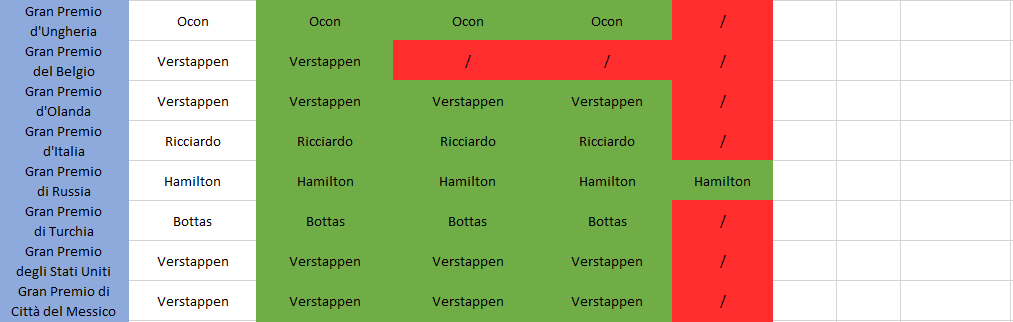 Gran Premio
d'Ungheria
Ocon Ocon Ocon Ocon /
Gran Premio
del Belgio
Verstappen Verstappen / / /
Gran Premio
d'Olanda
Verstappen Verstappen Verstappen Verstappen /
Gran Premio
d'Italia
Ricciardo Ricciardo Ricciardo Ricciardo /
Gran Premio
di Russia
Hamilton Hamilton Hamilton Hamilton Hamilton
Gran Premio
di Turchia
Bottas Bottas Bottas Bottas /
Gran Premio
degli Stati Uniti
Verstappen Verstappen Verstappen Verstappen /
Gran Premio di
Città del Messico
Verstappen Verstappen Verstappen Verstappen /